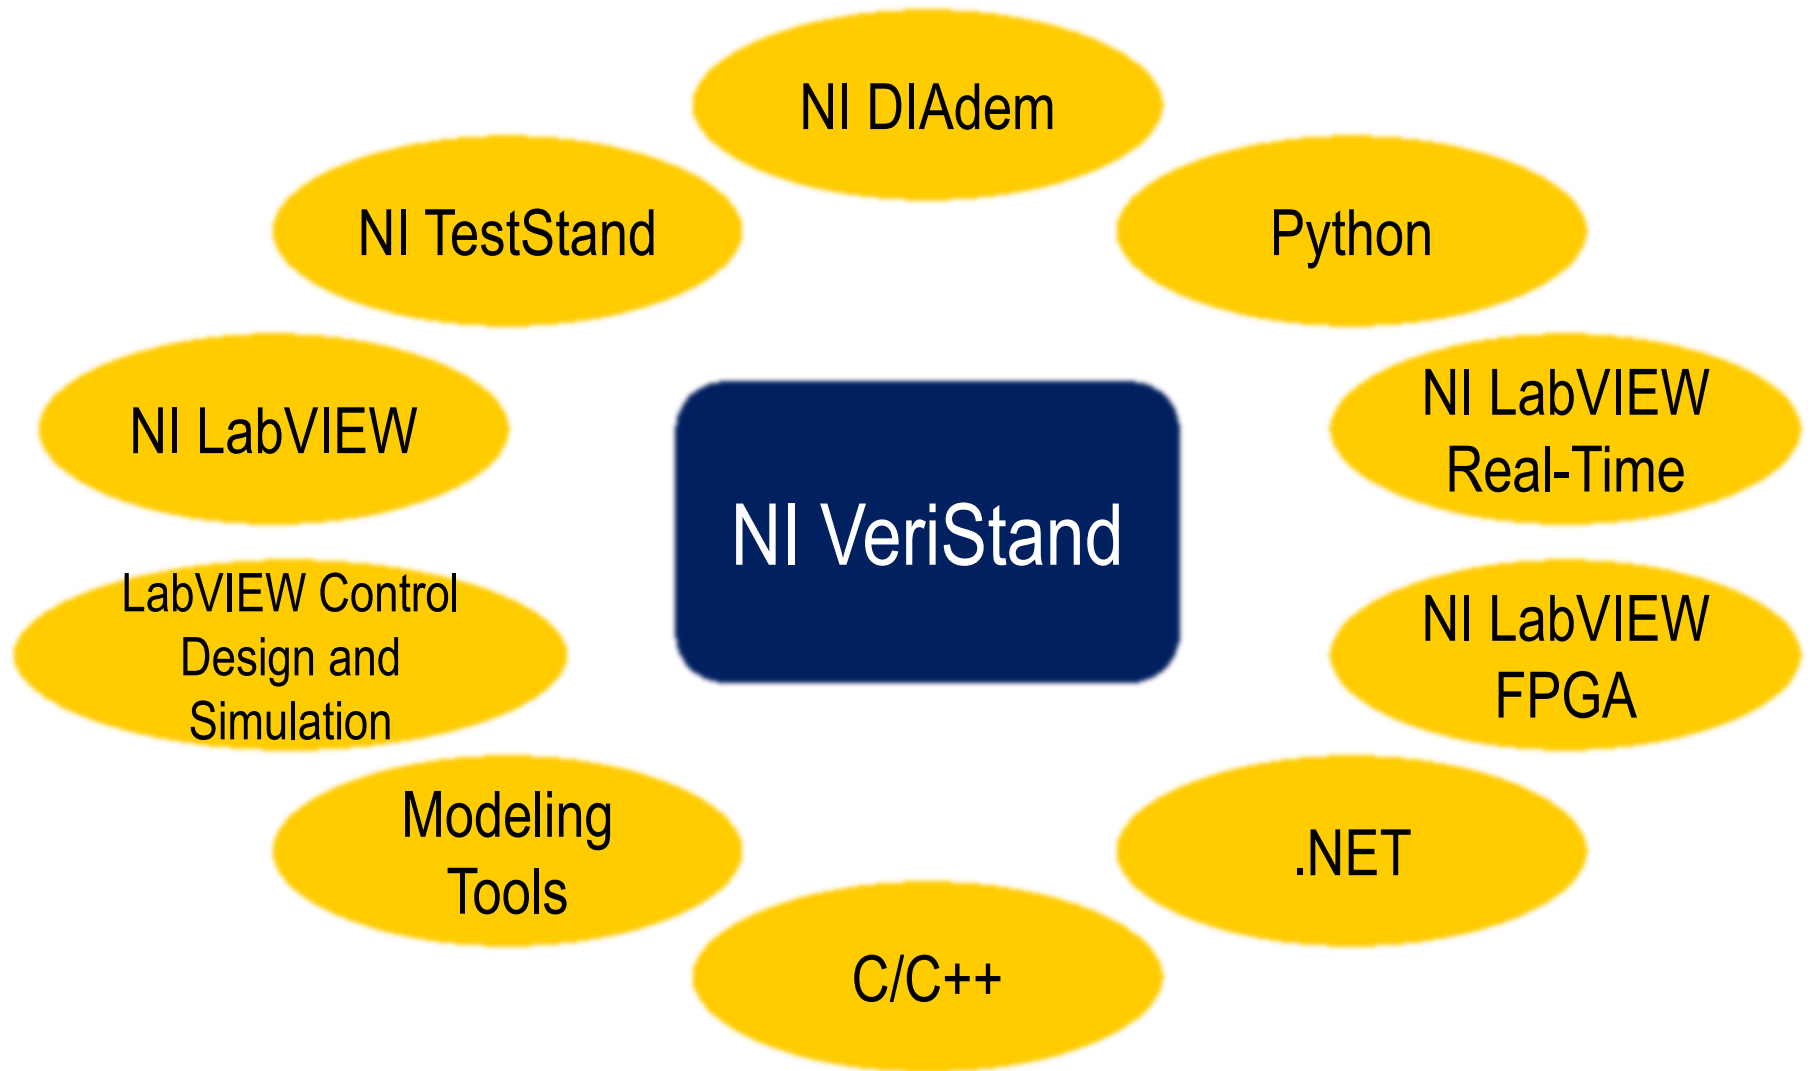 NI DIAdem
NI TestStand
Python
NI LabVIEW
NI LabVIEW
Real-Time
NI VeriStand
LabVIEW Control
Design and
Simulation
NI LabVIEW
FPGA
Modeling
Tools
.NET
C/C++